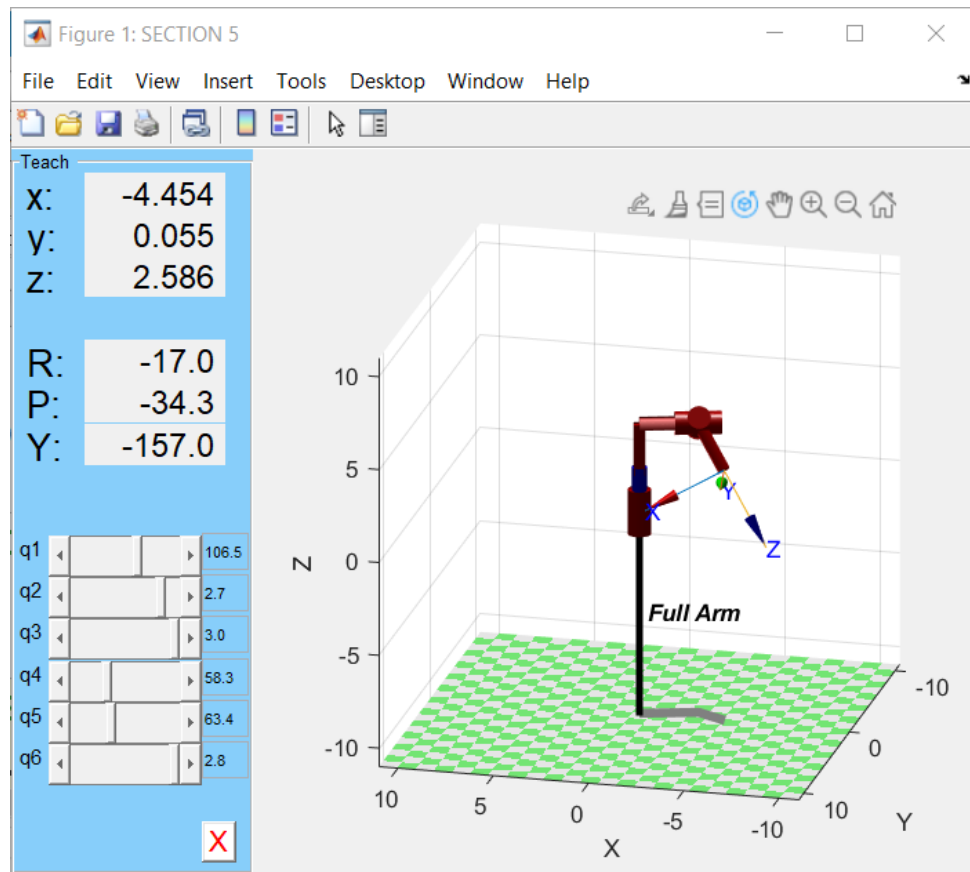 Figure 1: SECTION 5
File Edit View Insert Tools Desktop Window Help
Teach
x: -4.454
y: 0.055
z: 2.586
R: -17.0
P: -34.3
Y: -157.0
q1 106.5
q2 2.7
q3 3.0
q4 58.3
q5 63.4
q6 2.8
X
10
5
0
-5
-10
Z
X
Y
Z
Full Arm
10
5
0
-5
-10
X
-10
0
10
Y